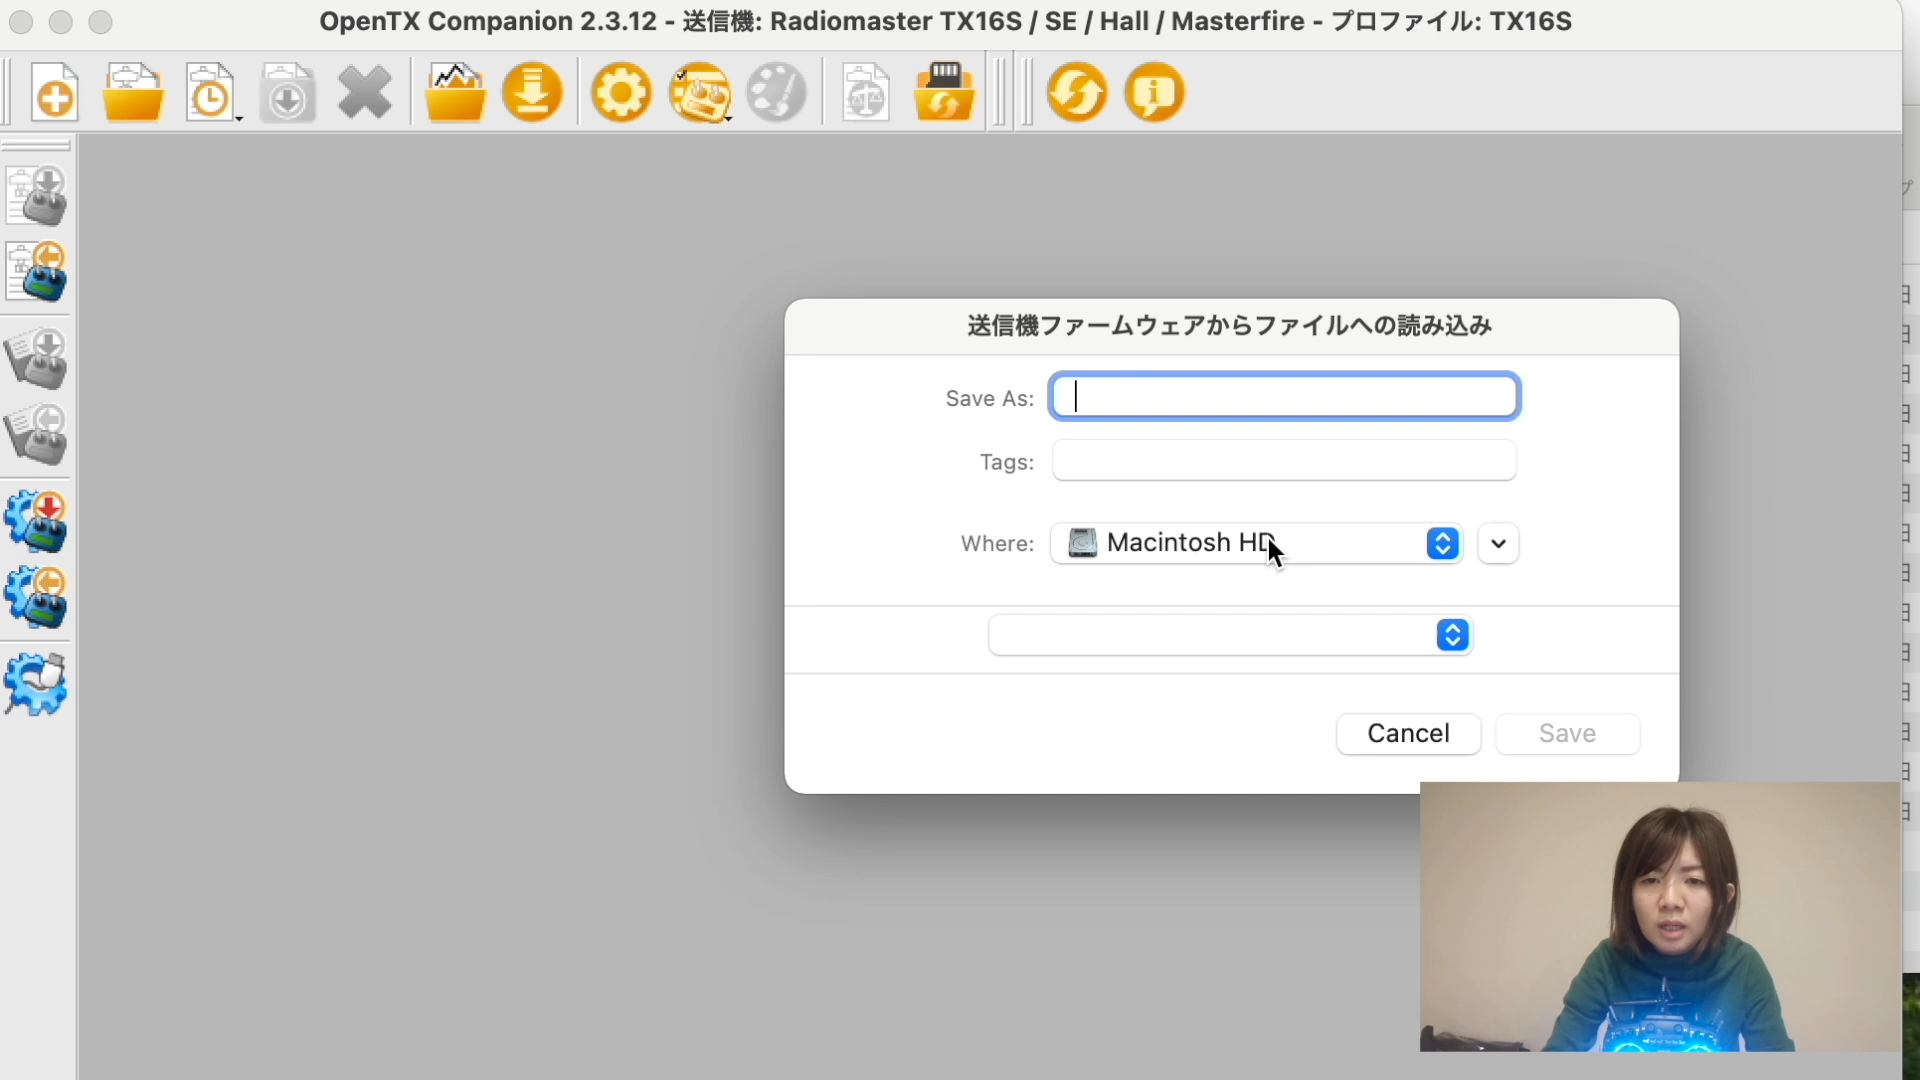 OpenTX Companion 2.3.12 - 送信機: Radiomaster TX16S / SE / Hall / Masterfire - プロファイル: TX16S
送信機ファームウェアからファイルへの読み込み
Save As:
Tags:
Where: Macintosh HD
Cancel Save